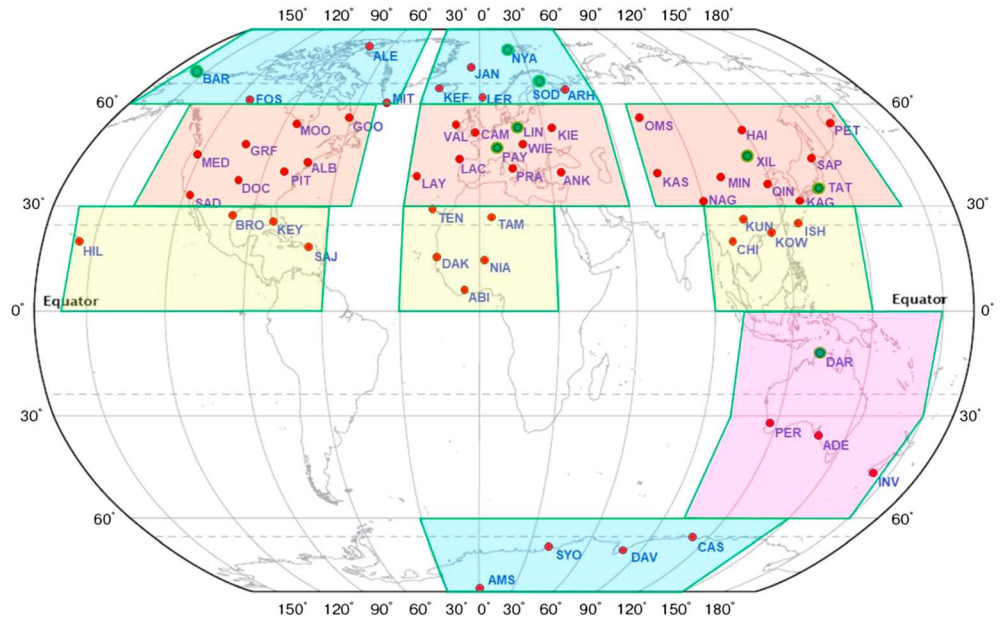 150° 120° 90° 60° 30° 0° 30° 60° 90° 120° 150° 180°
ALE
NYA
JAN
BAR
KEF
LER
SOD
ARH
FOS
MIT
60°
60°
MOO
GOO
VAL
CAM
LIN
KIE
OMS
HAI
PET
GRF
WIE
MED
ALB
LAC
PAY
XIL
SAP
PIT
PRA
LAY
ANK
KAS
MIN
DOC
QIN
TAT
SAD
NAG
KAG
30°
30°
BRO
KEY
TEN
TAM
KUN
ISH
KOW
HIL
SAJ
CHI
DAK
NIA
ABI
Equator
Equator
0°
0°
DAR
30°
30°
PER
ADE
INV
60°
60°
SYO
DAV
CAS
AMS
150° 120° 90° 60° 30° 0° 30° 60° 90° 120° 150° 180°